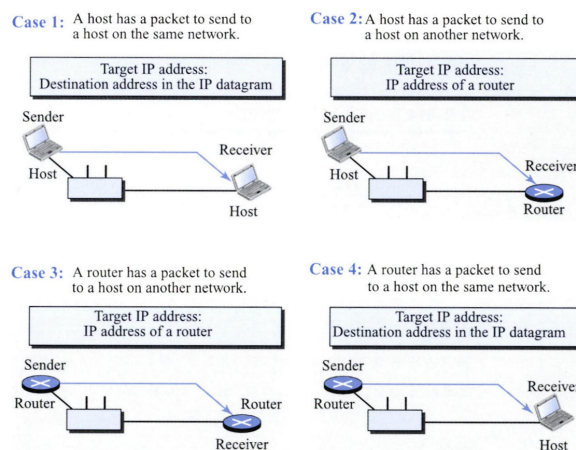 Case 1: A host has a packet to send to
a host on the same network.
Target IP address:
Destination address in the IP datagram
Sender
Host
Receiver
Host
Case 2: A host has a packet to send to
a host on another network.
Target IP address:
IP address of a router
Sender
Host
Receiver
Router
Case 3: A router has a packet to send
to a host on another network.
Target IP address:
IP address of a router
Sender
Router
Router
Receiver
Case 4: A router has a packet to send
to a host on the same network.
Target IP address:
Destination address in the IP datagram
Sender
Router
Receiver
Host